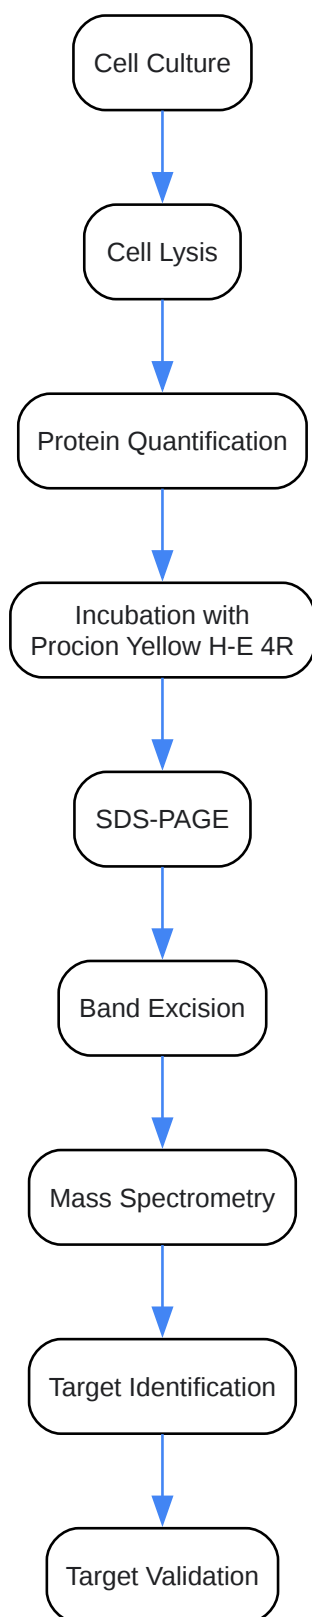 Cell Culture
Cell Lysis
Protein Quantification
Incubation with
Procion Yellow H-E 4R
SDS-PAGE
Band Excision
Mass Spectrometry
Target Identification
Target Validation